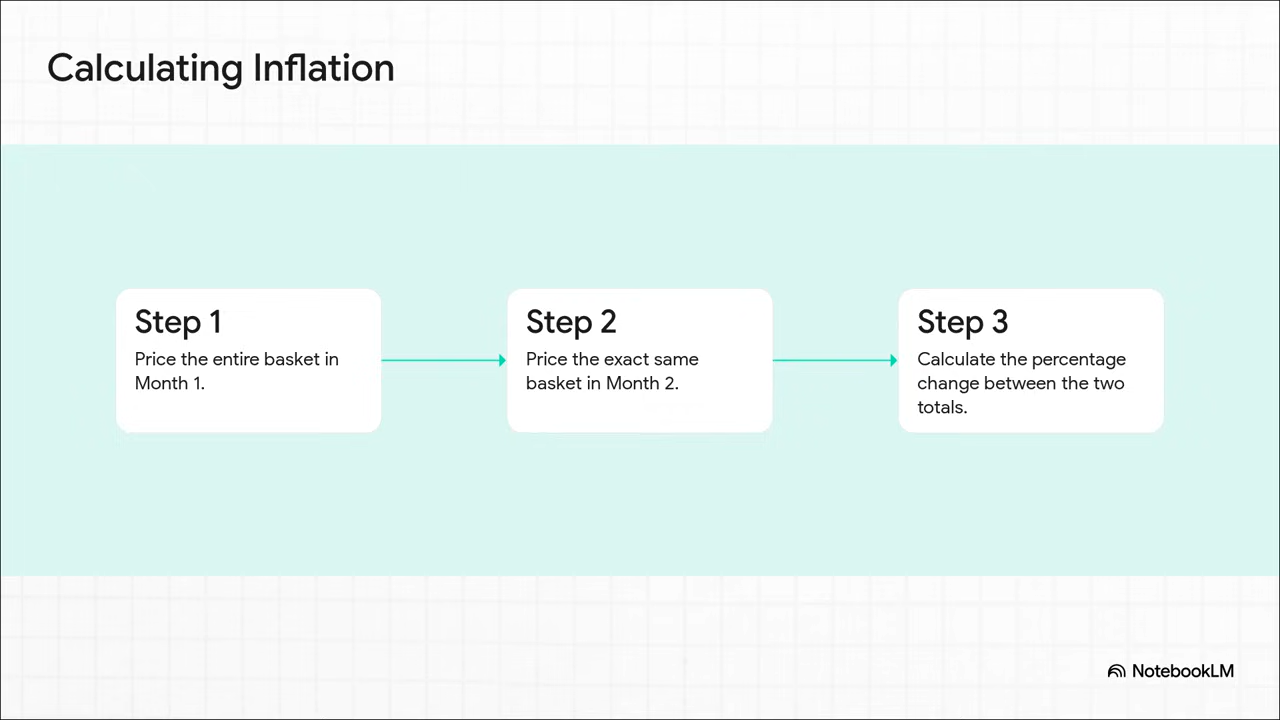 Calculating Inflation
Step 1
Price the entire basket in
Month 1.
Step 2
Price the exact same
basket in Month 2.
Step 3
Calculate the percentage
change between the two
totals.
NotebookLM